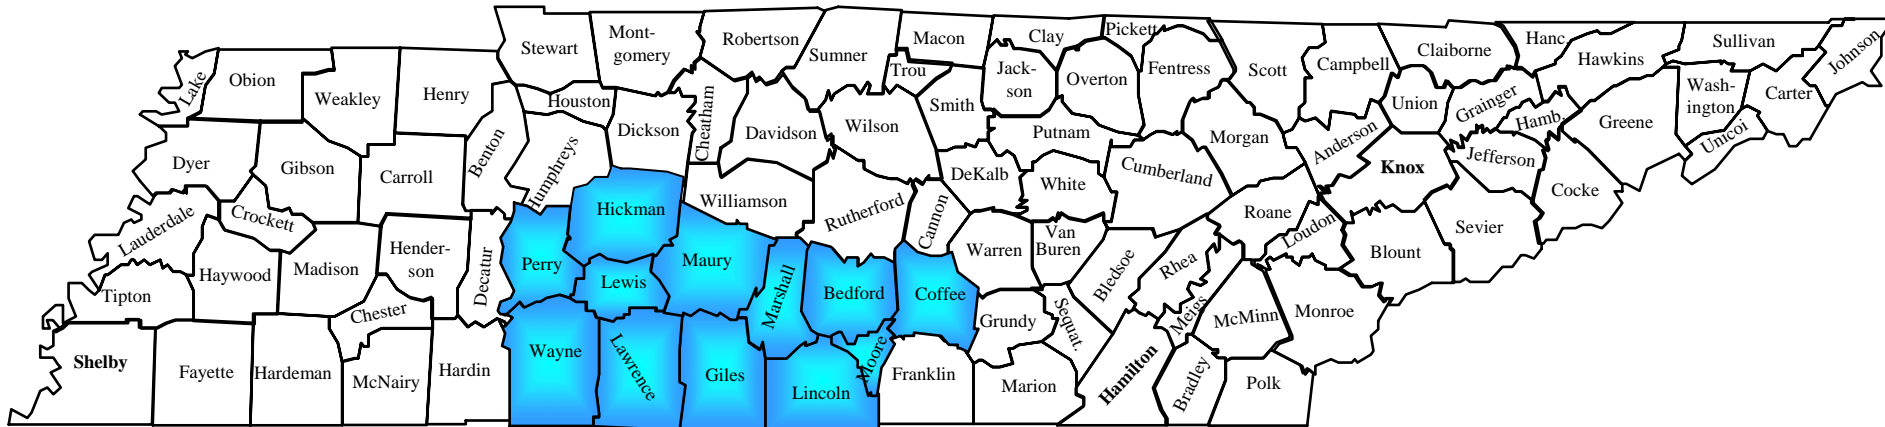 Stewart
Mont-
gomery
Robertson
Sumner
Macon
Trou
Clay
Pickett
Jack-
son
Overton
Fentress
Scott
Campbell
Claiborne
Hanc.
Hawkins
Sullivan
Johnson
Lake
Obion
Weakley
Henry
Houston
Dickson
Cheatham
Davidson
Wilson
Smith
Putnam
Morgan
Anderson
Union
Grainger
Hamb.
Greene
Wash-
ington
Carter
Unicoi
Dyer
Gibson
Carroll
Benton
Humphreys
Hickman
Williamson
Rutherford
Cannon
DeKalb
White
Cumberland
Roane
Loudon
Knox
Jefferson
Cocke
Sevier
Blount
Lauderdale
Crockett
Haywood
Madison
Hender-
son
Decatur
Perry
Lewis
Maury
Marshall
Bedford
Coffee
Warren
Van
Buren
Bledsoe
Rhea
Meigs
McMinn
Monroe
Tipton
Chester
Shelby
Fayette
Hardeman
McNairy
Hardin
Wayne
Lawrence
Giles
Lincoln
Moore
Franklin
Grundy
Sequat.
Marion
Hamilton
Bradley
Polk